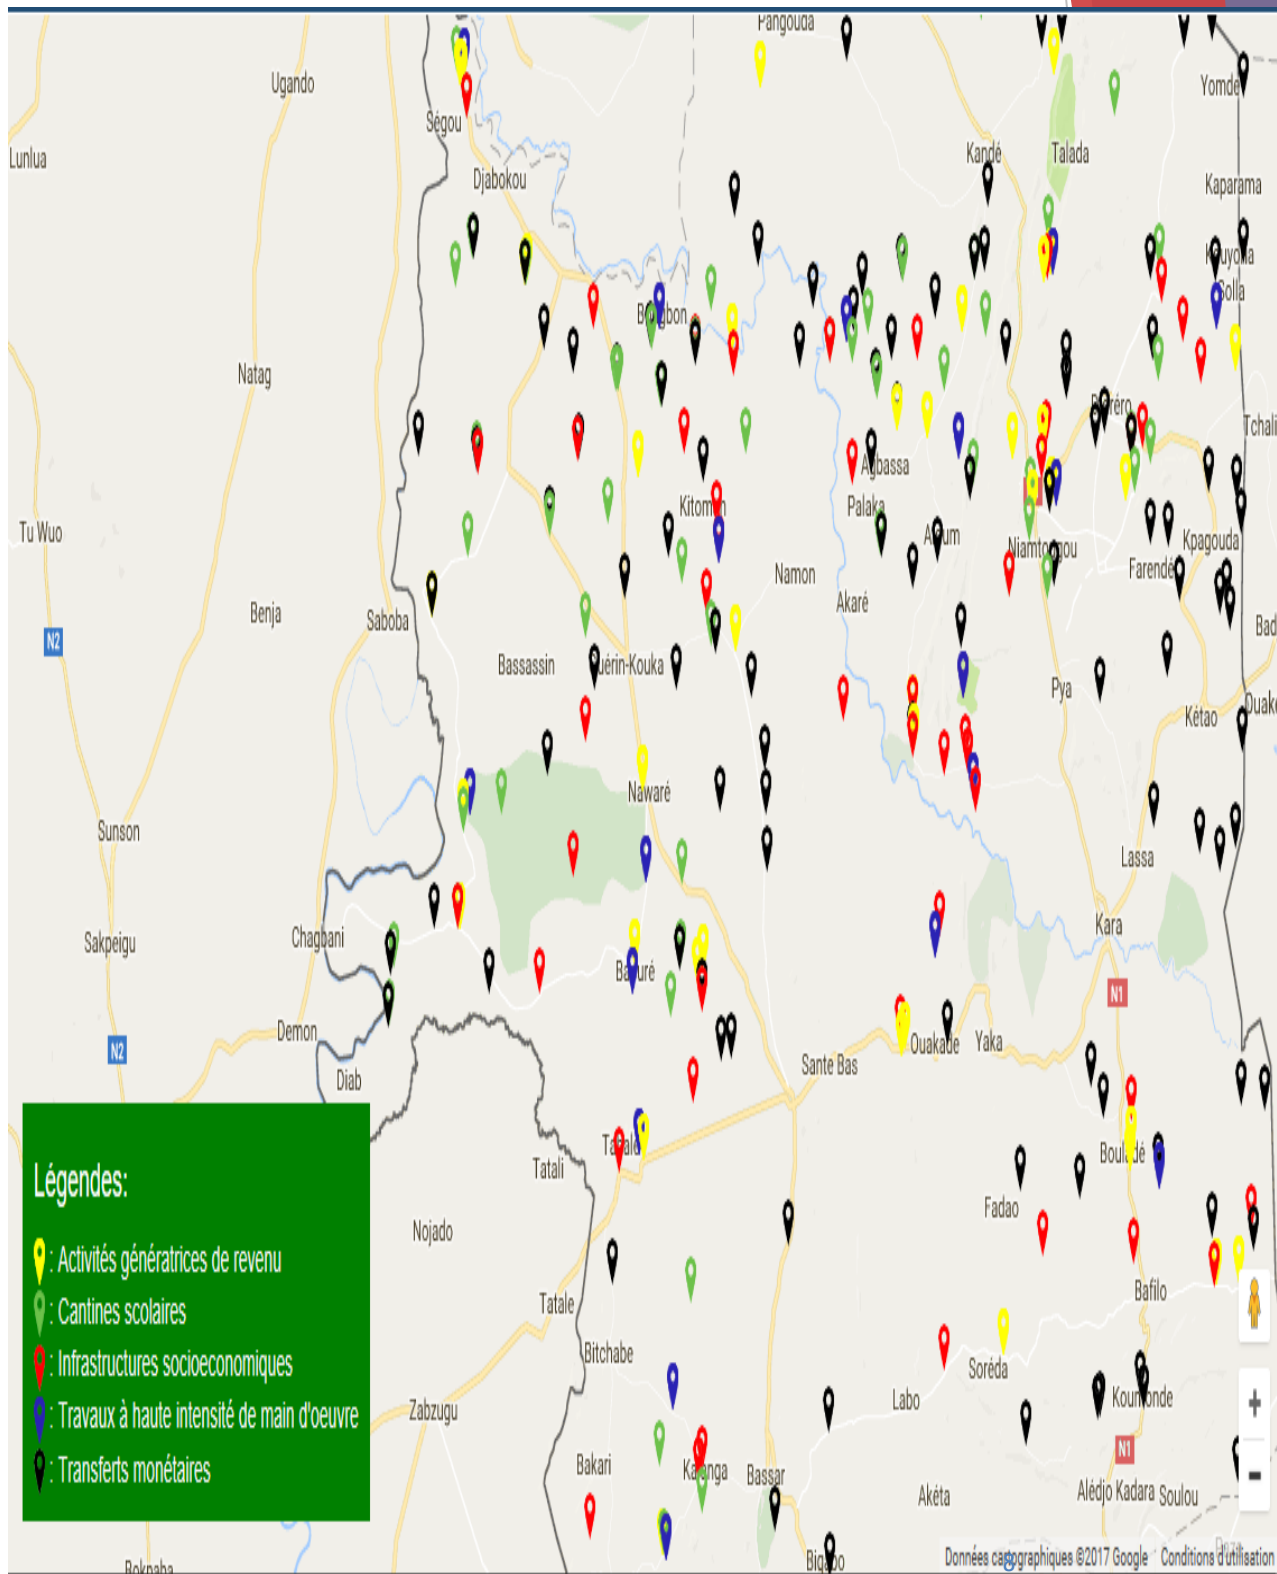 Pangouda
Ugando
Yomde
Ségou
Lunlua
Kandé
Talada
Djabokou
Kaparama
Solla
Natag
Tchali
Agbassa
Palaka
Tu Wuo
Kpagouda
Namon
Farendé
Akaré
Benja
Saboba
Bad
N2
Bassassin
Pya
Kétao
Nawaré
Sunson
Lassa
Kara
Sakpeigu
Chagbani
N1
Demon
Ouakade
Yaka
N2
Sante Bas
Diab
Tatali
Fadao
Nojado
Bafilo
Tatale
Bitchabe
Soréda
Labo
Zabzugu
N1
Bakari
Bassar
Akéta
Alédjo Kadara
Soulou
Légendes:
: Activités génératrices de revenu
: Cantines scolaires
: Infrastructures socioeconomiques
: Travaux à haute intensité de main d'oeuvre
: Transferts monétaires
+
-
Données cartographiques ©2017 Google Conditions d'utilisation